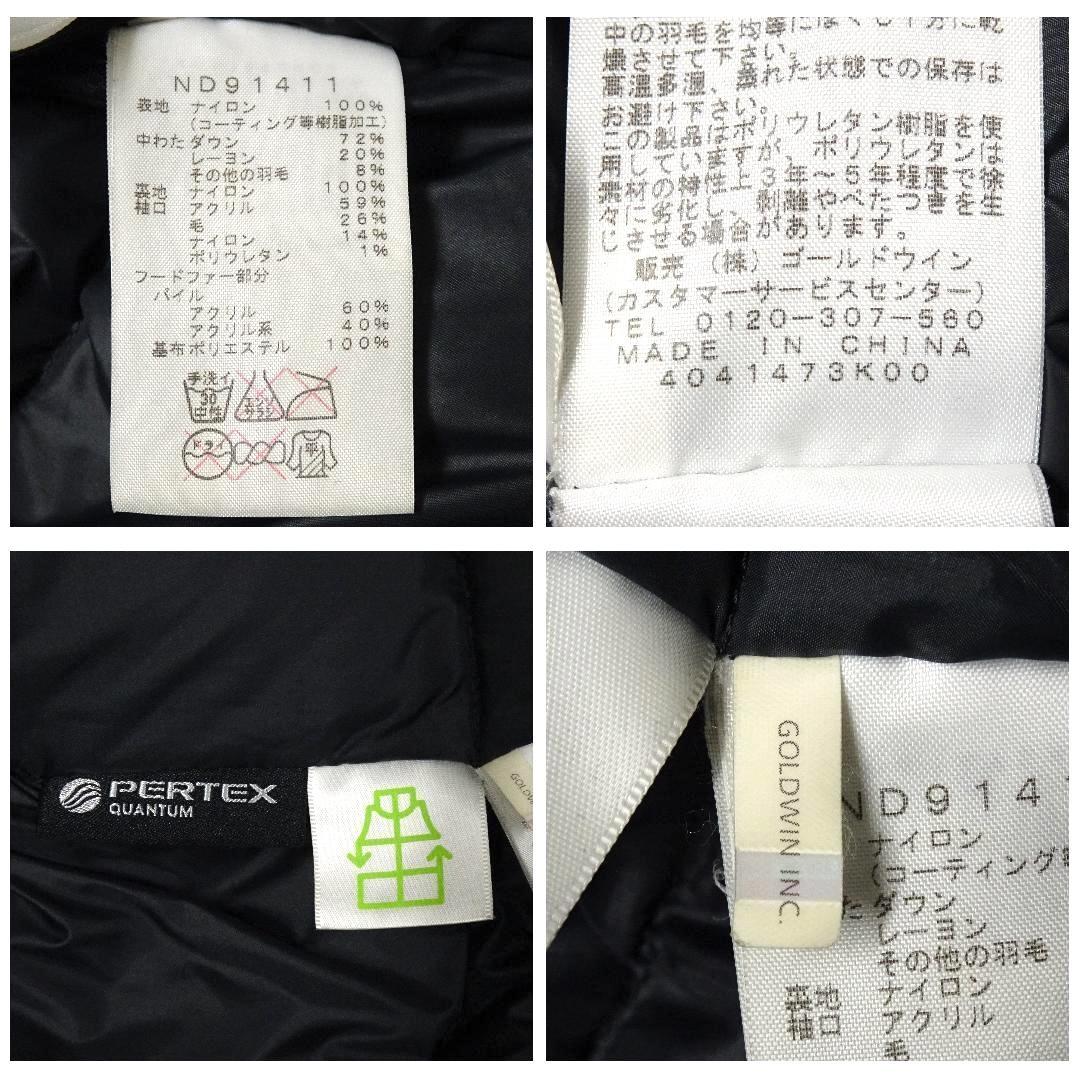 ND91411
表地 ナイロン 100%
(コーティング等樹脂加工)
中わた ダウン 72%
レーヨン 20%
その他の羽毛 8%
裏地 ナイロン 100%
袖口 アクリル 59%
毛 26%
ナイロン 14%
ポリウレタン 1%
フードファー部分
パイル
アクリル 60%
アクリル系 40%
基布 ポリエステル 100%
手洗イ
30
中性
エンソ
サラシ
ドライ
平
中の羽毛を均等にほぐし十分に乾
燥させて下さい。
高温多湿、蒸れた状態での保存は
お避け下さい。
この製品はポリウレタン樹脂を使
用していますが、ポリウレタンは
素材の特性上3年~5年程度で徐
々に劣化し、剥離やべたつきを生
じさせる場合があります。
販売 (株)ゴールドウイン
(カスタマーサービスセンター)
TEL 0120-307-560
MADE IN CHINA
4041473K00
PERTEX
QUANTUM
GOLDWIN
GOLDWIN INC.
ND914
ナイロン
(コーティング等
た ダウン
レーヨン
その他の羽毛
裏地 ナイロン
袖口 アクリル
毛